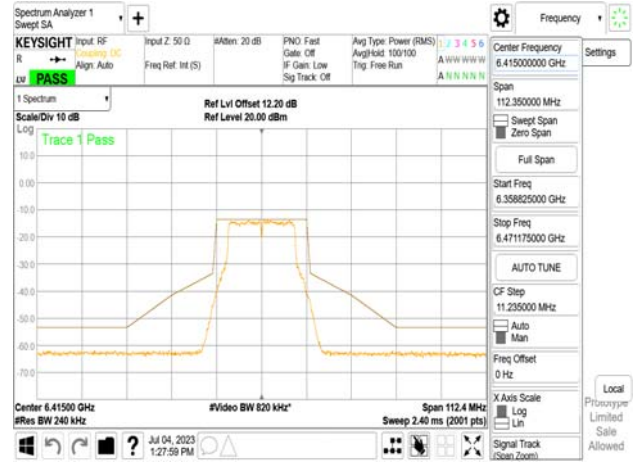 Spectrum Analyzer 1
Swept SA
+
Frequency
KEYSIGHT
Input: RF
Input Z: 50 Ω
#Atten: 20 dB
PNO: Fast
Avg Type: Power (RMS)
1 2 3 4 5 6
R
Coupling: DC
Gate: Off
Avg|Hold: 100/100
A W W W W W
Align: Auto
Freq Ref: Int (S)
IF Gain: Low
Trig: Free Run
LU
PASS
Sig Track: Off
A N N N N N
Center Frequency
6.415000000 GHz
Settings
Span
112.350000 MHz
Swept Span
Zero Span
Full Span
Start Freq
6.358825000 GHz
Stop Freq
6.471175000 GHz
AUTO TUNE
CF Step
11.235000 MHz
Auto
Man
Freq Offset
0 Hz
X Axis Scale
Log
Lin
Signal Track
(Span Zoom)
Local
Prototype
Limited
Sale
Allowed
1 Spectrum
Ref Lvl Offset 12.20 dB
Scale/Div 10 dB
Ref Level 20.00 dBm
Log
Trace 1 Pass
10.0
0.00
-10.0
-20.0
-30.0
-40.0
-50.0
-60.0
-70.0
Center 6.41500 GHz
#Video BW 820 kHz*
Span 112.4 MHz
#Res BW 240 kHz
Sweep 2.40 ms (2001 pts)
?
Jul 04, 2023
1:27:59 PM